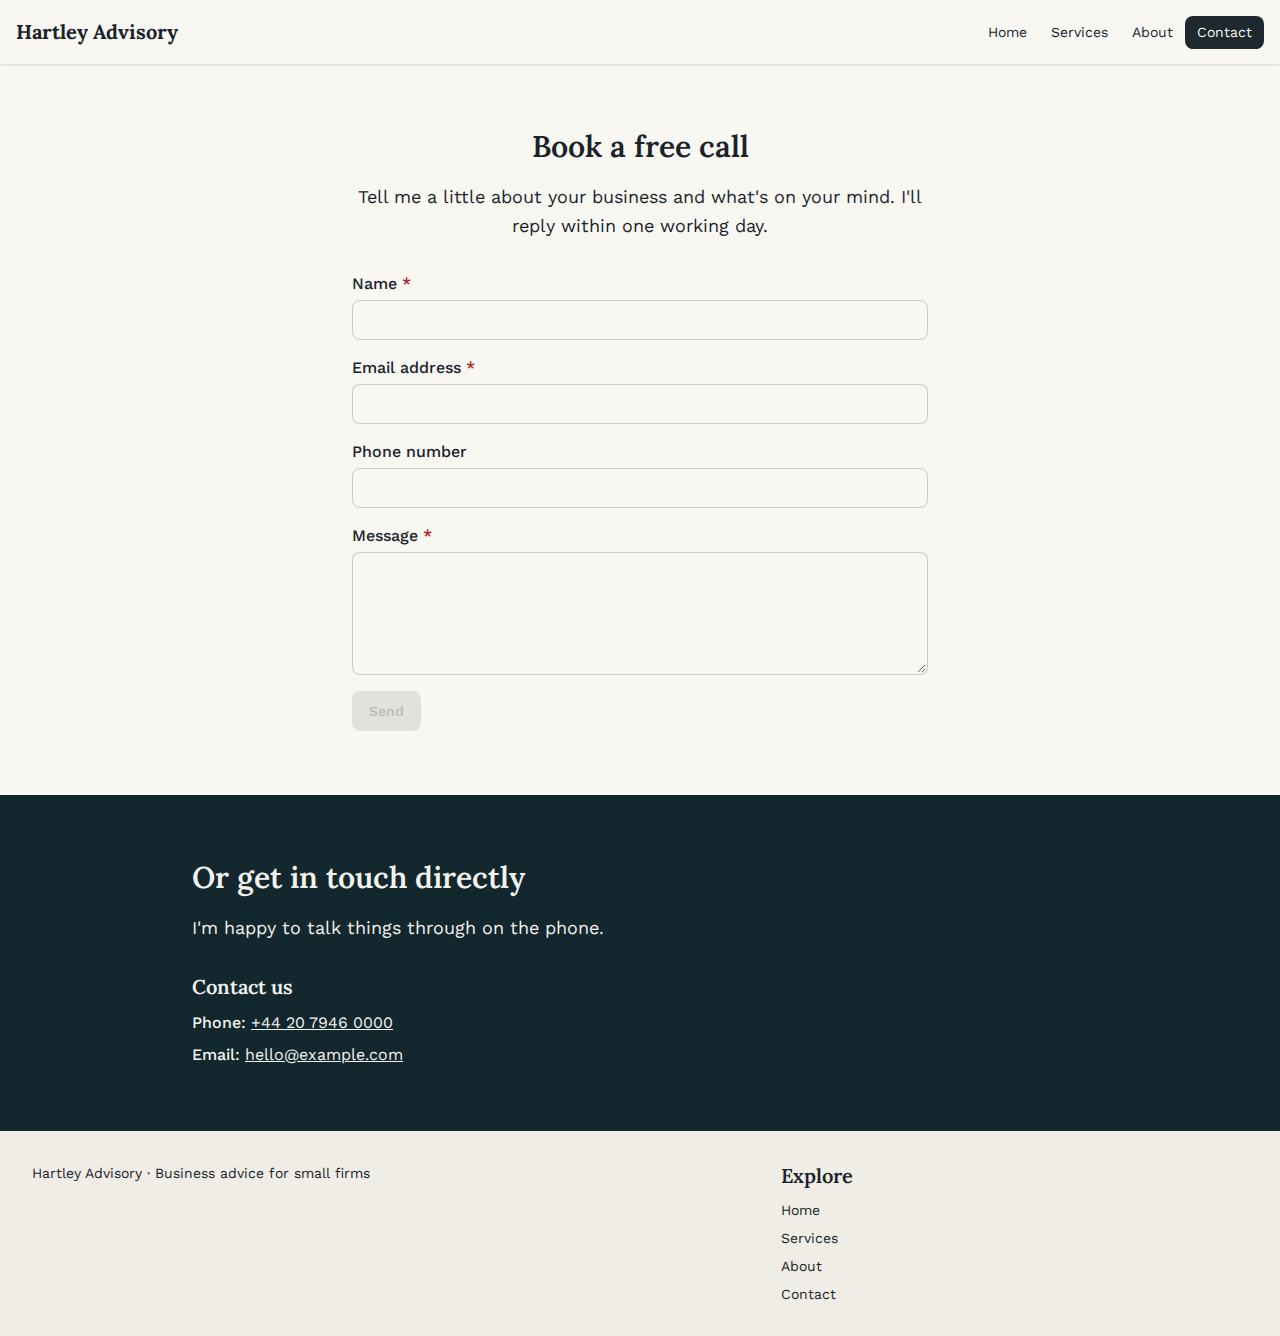 Hartley Advisory
Home Services About Contact
Book a free call
Tell me a little about your business and what's on your mind. I'll
reply within one working day.
Name *
Email address *
Phone number
Message *
Send
Or get in touch directly
I'm happy to talk things through on the phone.
Contact us
Phone: +44 20 7946 0000
Email: hello@example.com
Hartley Advisory · Business advice for small firms
Explore
Home
Services
About
Contact